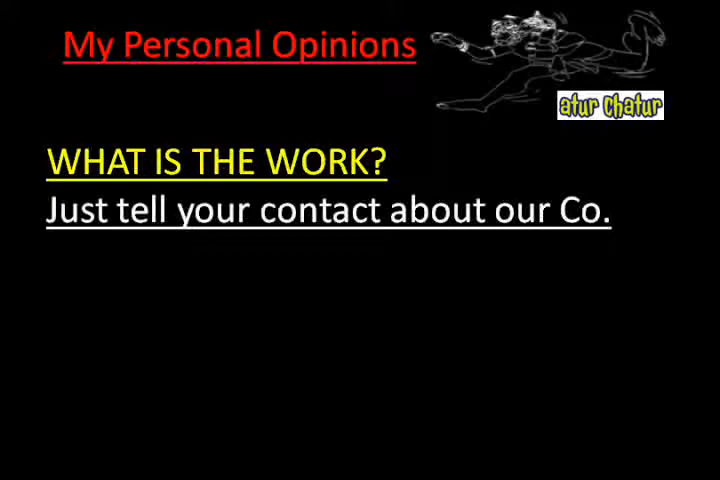 My Personal Opinions
atur Chatur
WHAT IS THE WORK?
Just tell your contact about our Co.